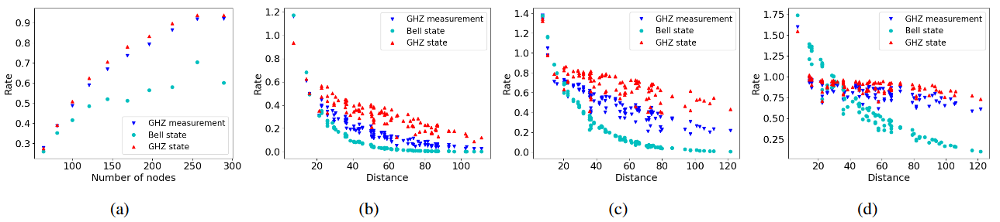 0.9
0.8
0.7
0.6
0.5
0.4
0.3
Rate
100
150
200
250
300
Number of nodes
GHZ measurement
Bell state
GHZ state
(a)
1.2
1.0
0.8
0.6
0.4
0.2
0.0
Rate
20
40
60
80
100
Distance
GHZ measurement
Bell state
GHZ state
(b)
1.4
1.2
1.0
0.8
0.6
0.4
0.2
0.0
Rate
20
40
60
80
100
120
Distance
GHZ measurement
Bell state
GHZ state
(c)
1.75
1.50
1.25
1.00
0.75
0.50
0.25
Rate
20
40
60
80
100
120
Distance
GHZ measurement
Bell state
GHZ state
(d)